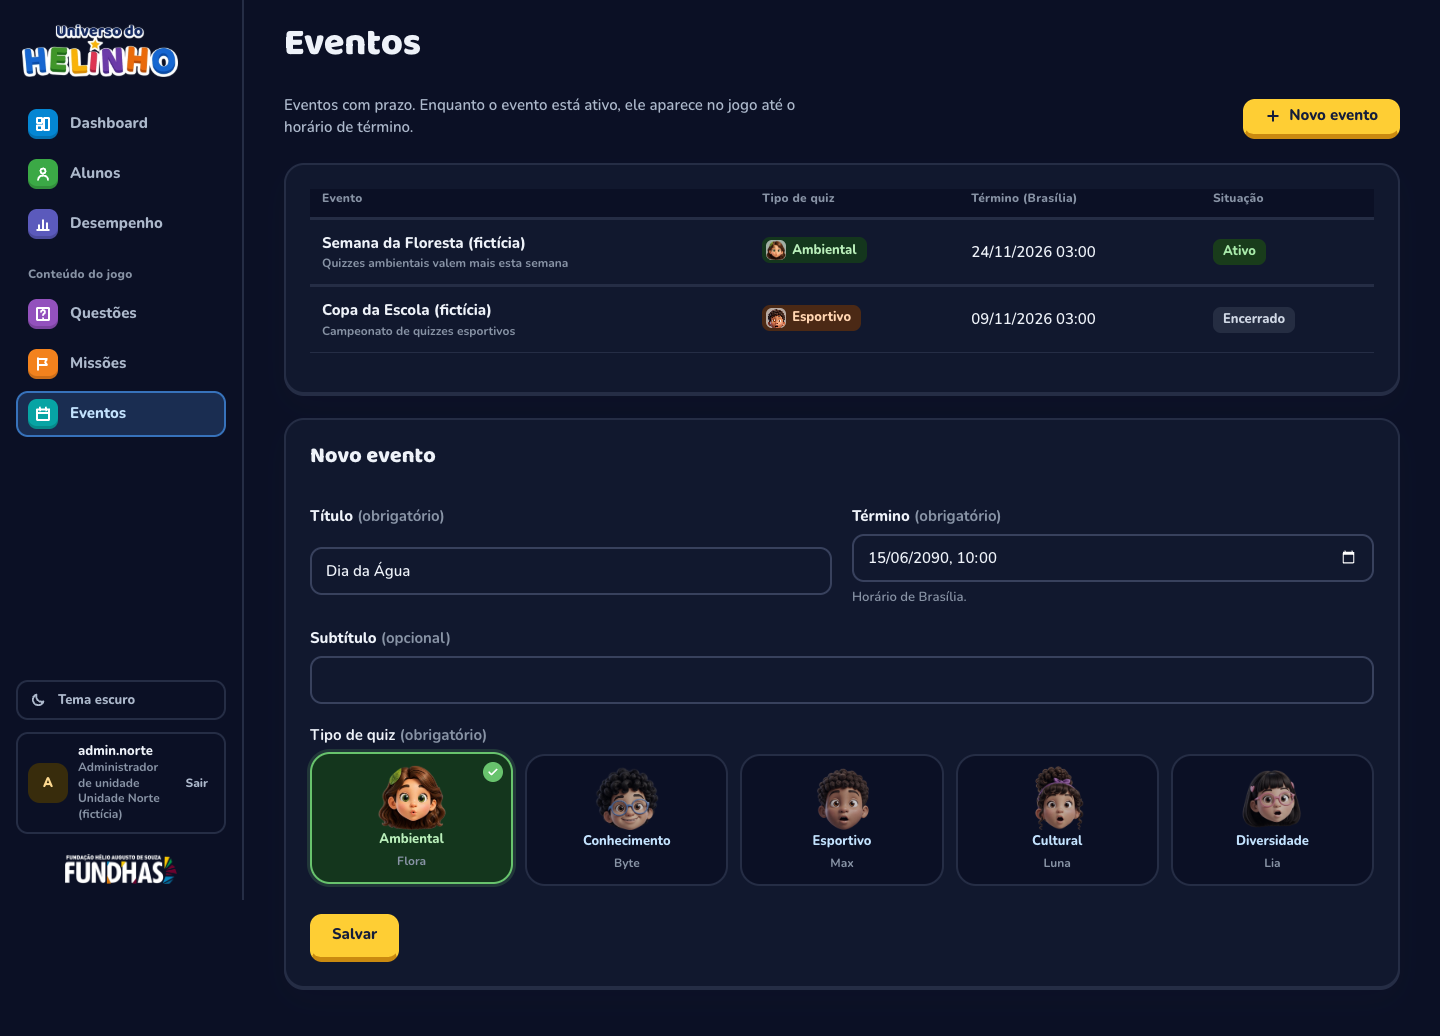 Universo do
HELINHO
Dashboard
Alunos
Desempenho
Conteúdo do jogo
Questões
Missões
Eventos
Tema escuro
A
admin.norte
Administrador
de unidade
Unidade Norte
(fictícia)
Sair
FUNDAÇÃO HÉLIO AUGUSTO DE SOUZA
FUNDHAS
Eventos
Eventos com prazo. Enquanto o evento está ativo, ele aparece no jogo até o
horário de término.
Novo evento
Evento Tipo de quiz Término (Brasília) Situação
Semana da Floresta (fictícia) Ambiental 24/11/2026 03:00 Ativo
Quizzes ambientais valem mais esta semana
Copa da Escola (fictícia) Esportivo 09/11/2026 03:00 Encerrado
Campeonato de quizzes esportivos
Novo evento
Título (obrigatório) Término (obrigatório)
Dia da Água 15/06/2090, 10:00
Horário de Brasília.
Subtítulo (opcional)
Tipo de quiz (obrigatório)
Ambiental Conhecimento Esportivo Cultural Diversidade
Flora Byte Max Luna Lia
Salvar